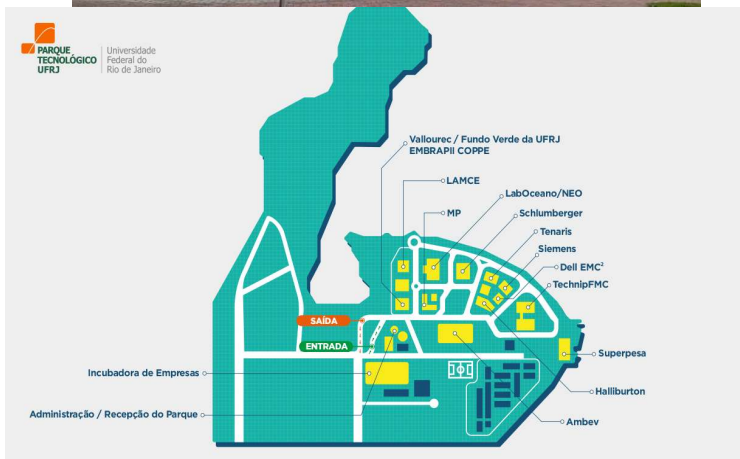 PARQUE
TECNOLÓGICO
UFRJ
Universidade
Federal do
Rio de Janeiro
Vallourec / Fundo Verde da UFRJ
EMBRAPII COPPE
LAMCE
LabOceano/NEO
MP
Schlumberger
Tenaris
Siemens
Dell EMC²
TechnipFMC
SAÍDA
ENTRADA
Superpesa
Incubadora de Empresas
Halliburton
Administração / Recepção do Parque
Ambev